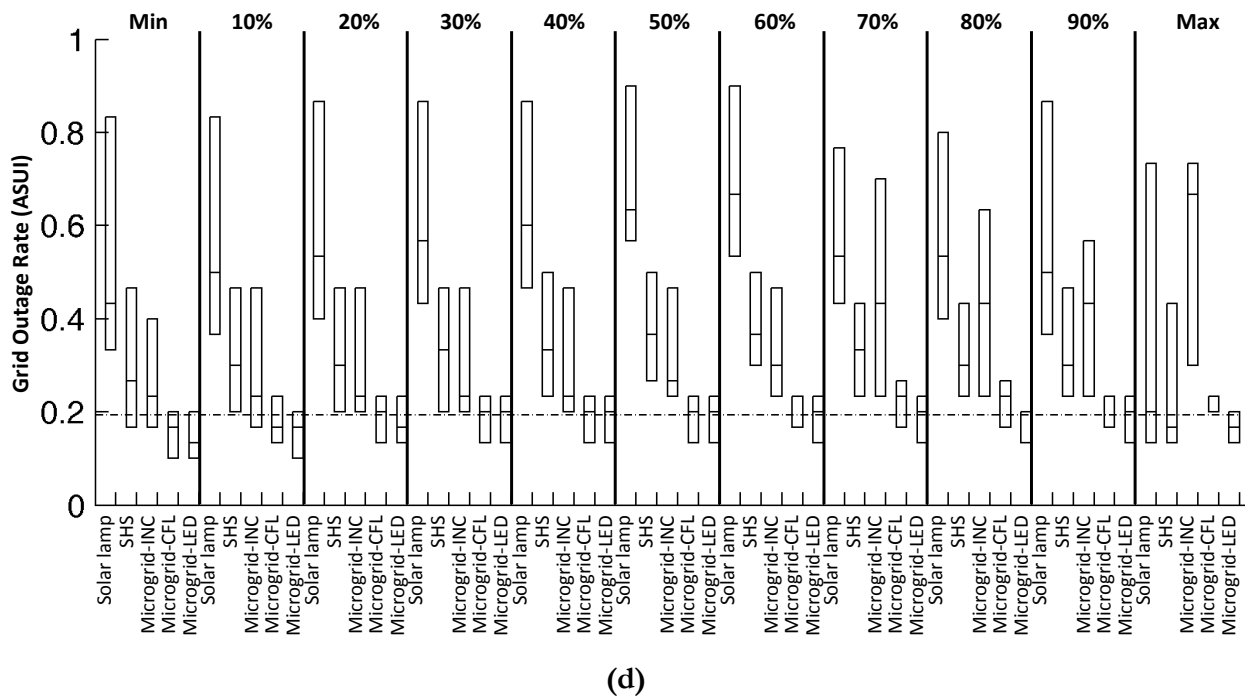 Min 10% 20% 30% 40% 50% 60% 70% 80% 90% Max
Grid Outage Rate (ASUI)
1
0.8
0.6
0.4
0.2
0
Solar lamp
SHS
Microgrid-INC
Microgrid-CFL
Microgrid-LED
Solar lamp
SHS
Microgrid-INC
Microgrid-CFL
Microgrid-LED
Solar lamp
SHS
Microgrid-INC
Microgrid-CFL
Microgrid-LED
Solar lamp
SHS
Microgrid-INC
Microgrid-CFL
Microgrid-LED
Solar lamp
SHS
Microgrid-INC
Microgrid-CFL
Microgrid-LED
Solar lamp
SHS
Microgrid-INC
Microgrid-CFL
Microgrid-LED
Solar lamp
SHS
Microgrid-INC
Microgrid-CFL
Microgrid-LED
Solar lamp
SHS
Microgrid-INC
Microgrid-CFL
Microgrid-LED
Solar lamp
SHS
Microgrid-INC
Microgrid-CFL
Microgrid-LED
Solar lamp
SHS
Microgrid-INC
Microgrid-CFL
Microgrid-LED
Solar lamp
SHS
Microgrid-INC
Microgrid-CFL
Microgrid-LED
(d)